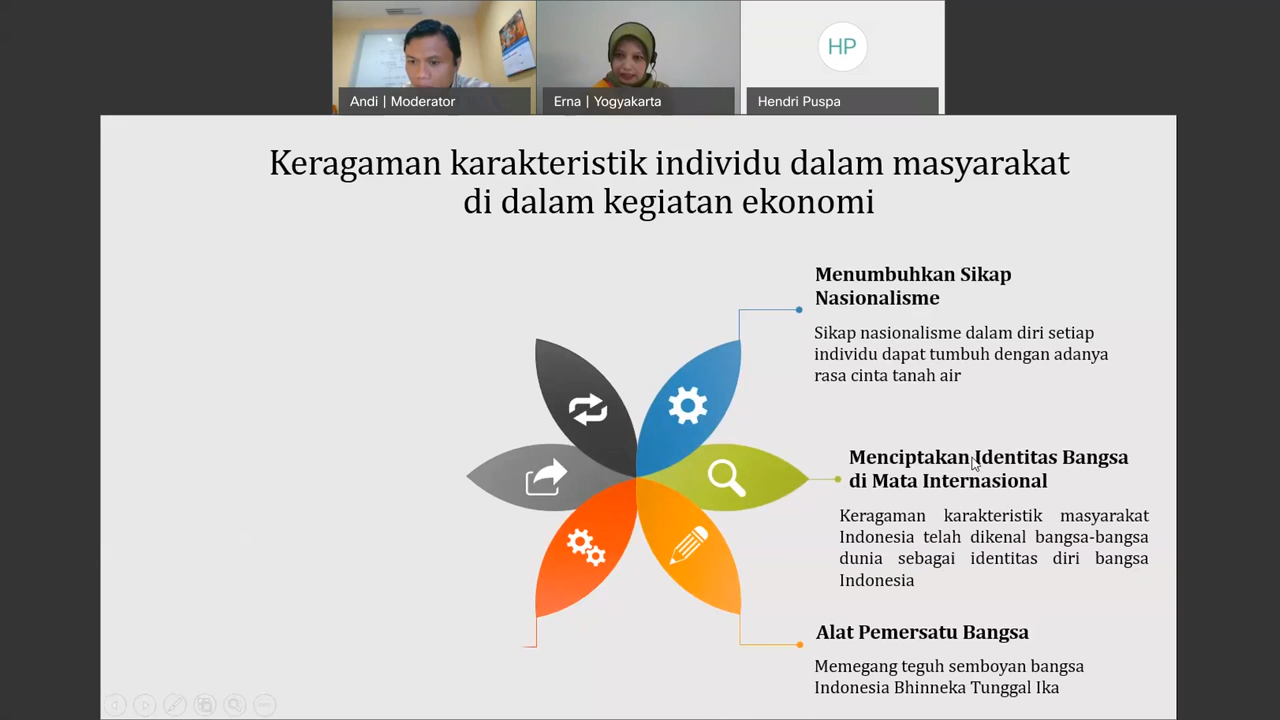 Andi | Moderator
Erna | Yogyakarta
HP
Hendri Puspa
Keragaman karakteristik individu dalam masyarakat
di dalam kegiatan ekonomi
Menumbuhkan Sikap
Nasionalisme
Sikap nasionalisme dalam diri setiap
individu dapat tumbuh dengan adanya
rasa cinta tanah air
Menciptakan Identitas Bangsa
di Mata Internasional
Keragaman karakteristik masyarakat
Indonesia telah dikenal bangsa-bangsa
dunia sebagai identitas diri bangsa
Indonesia
Alat Pemersatu Bangsa
Memegang teguh semboyan bangsa
Indonesia Bhinneka Tunggal Ika